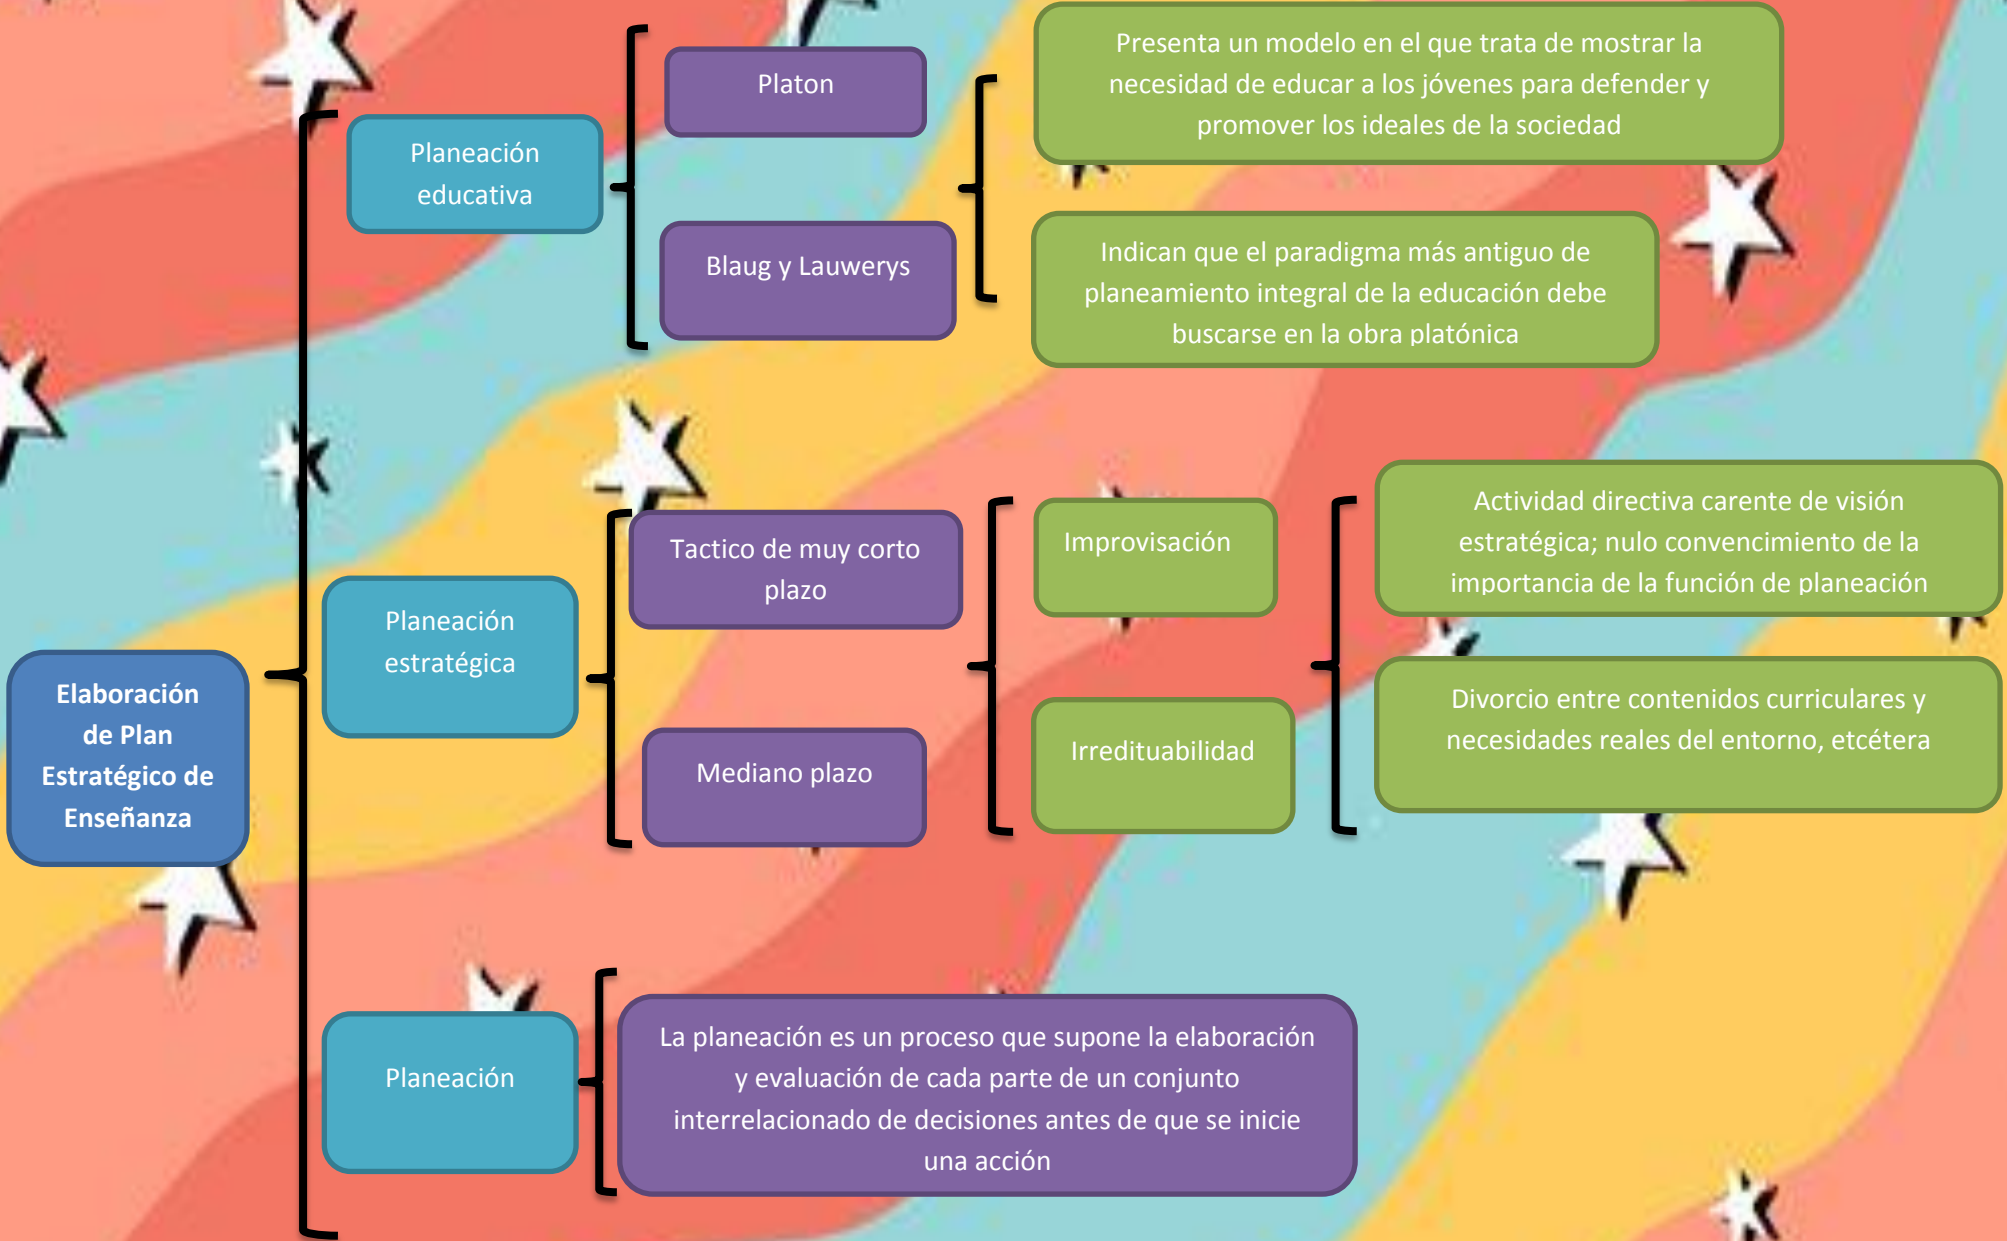 Elaboración
de Plan
Estratégico de
Enseñanza
Planeación
educativa
Platon
Presenta un modelo en el que trata de mostrar la
necesidad de educar a los jóvenes para defender y
promover los ideales de la sociedad
Blaug y Lauwerys
Indican que el paradigma más antiguo de
planeamiento integral de la educación debe
buscarse en la obra platónica
Planeación
estratégica
Tactico de muy corto
plazo
Mediano plazo
Improvisación
Irredituabilidad
Actividad directiva carente de visión
estratégica; nulo convencimiento de la
importancia de la función de planeación
Divorcio entre contenidos curriculares y
necesidades reales del entorno, etcétera
Planeación
La planeación es un proceso que supone la elaboración
y evaluación de cada parte de un conjunto
interrelacionado de decisiones antes de que se inicie
una acción